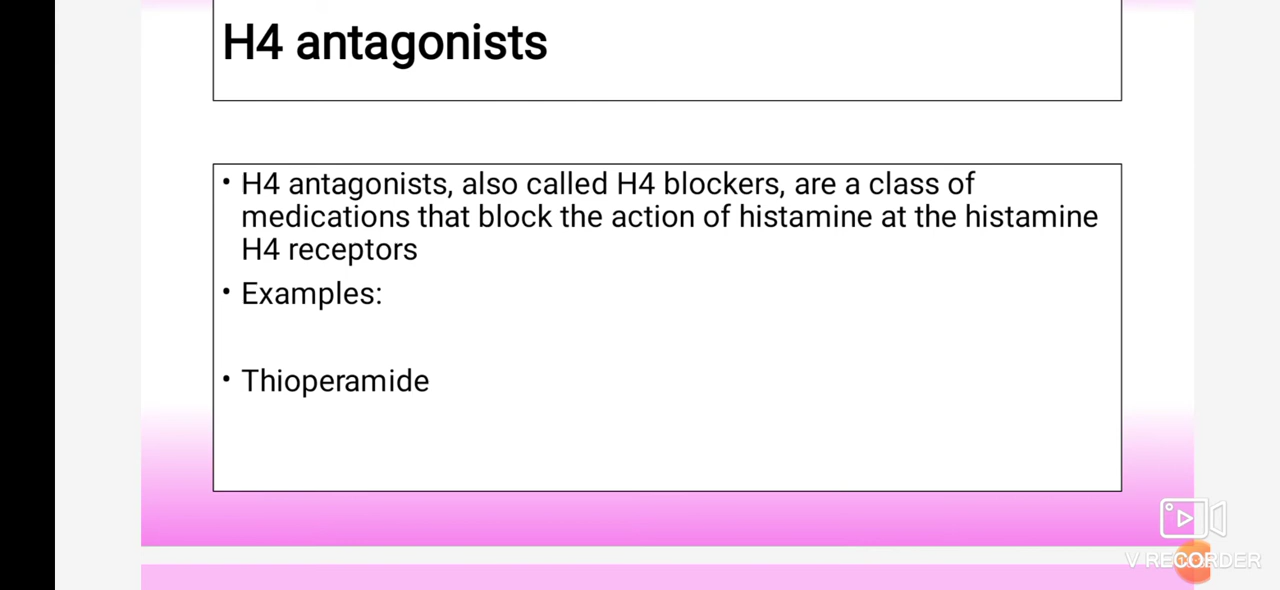 H4 antagonists
• H4 antagonists, also called H4 blockers, are a class of
medications that block the action of histamine at the histamine
H4 receptors
• Examples:
• Thioperamide
V RECORDER